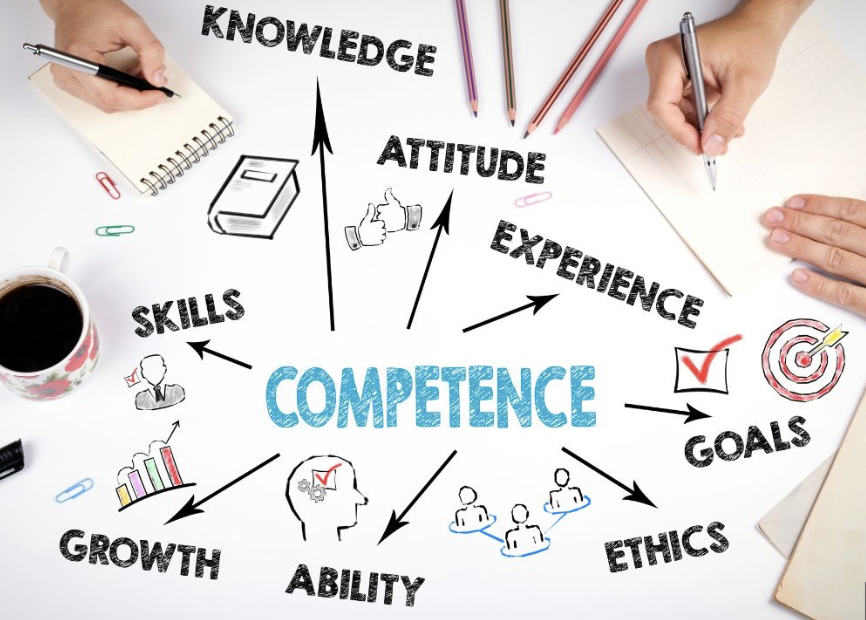 KNOWLEDGE
ATTITUDE
EXPERIENCE
SKILLS
COMPETENCE
GOALS
GROWTH
ABILITY
ETHICS